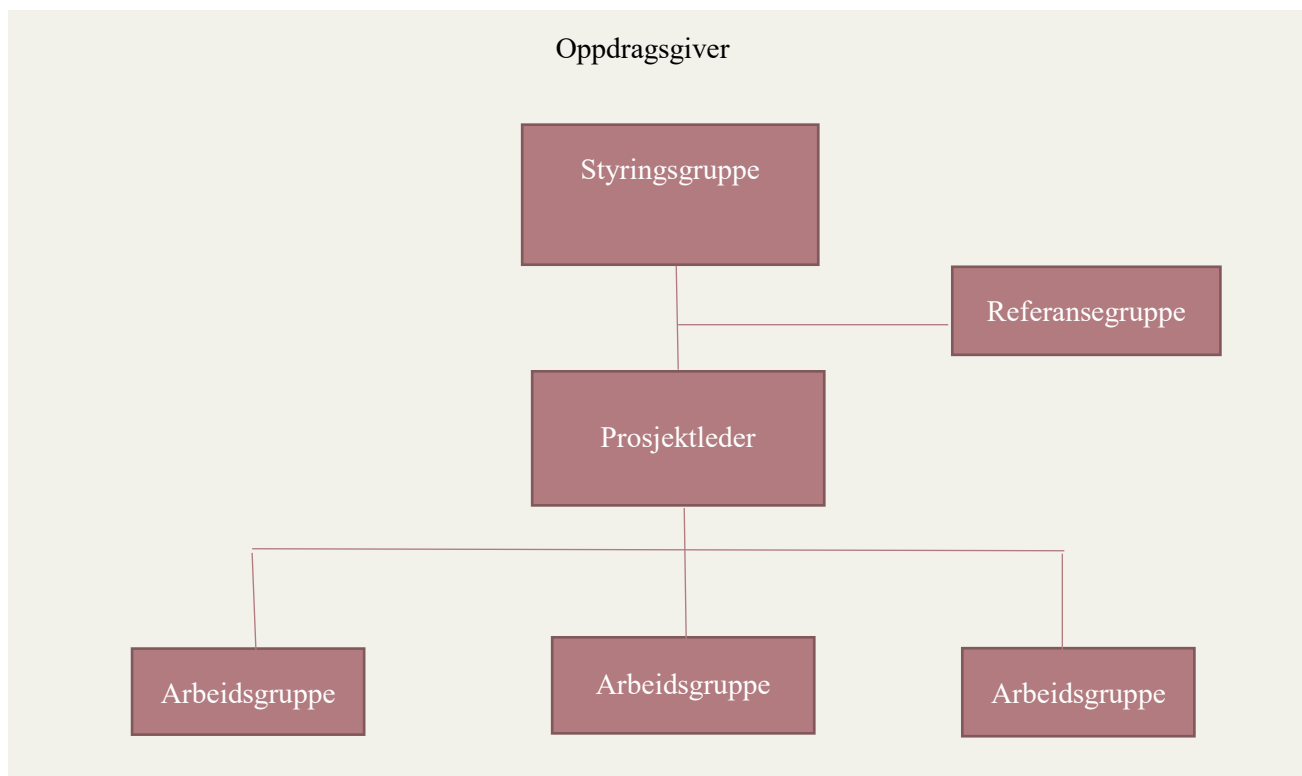 Oppdragsgiver
Styringsgruppe
Referansegruppe
Prosjektleder
Arbeidsgruppe
Arbeidsgruppe
Arbeidsgruppe